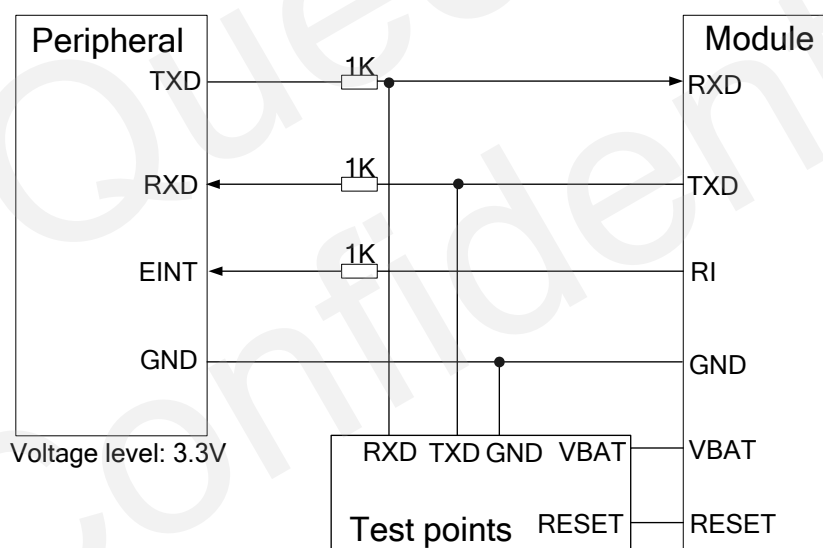 Peripheral
Module
1K
TXD
RXD
1K
RXD
TXD
1K
EINT
RI
GND
GND
Voltage level: 3.3V
RXD TXD GND VBAT
VBAT
Test points
RESET
RESET